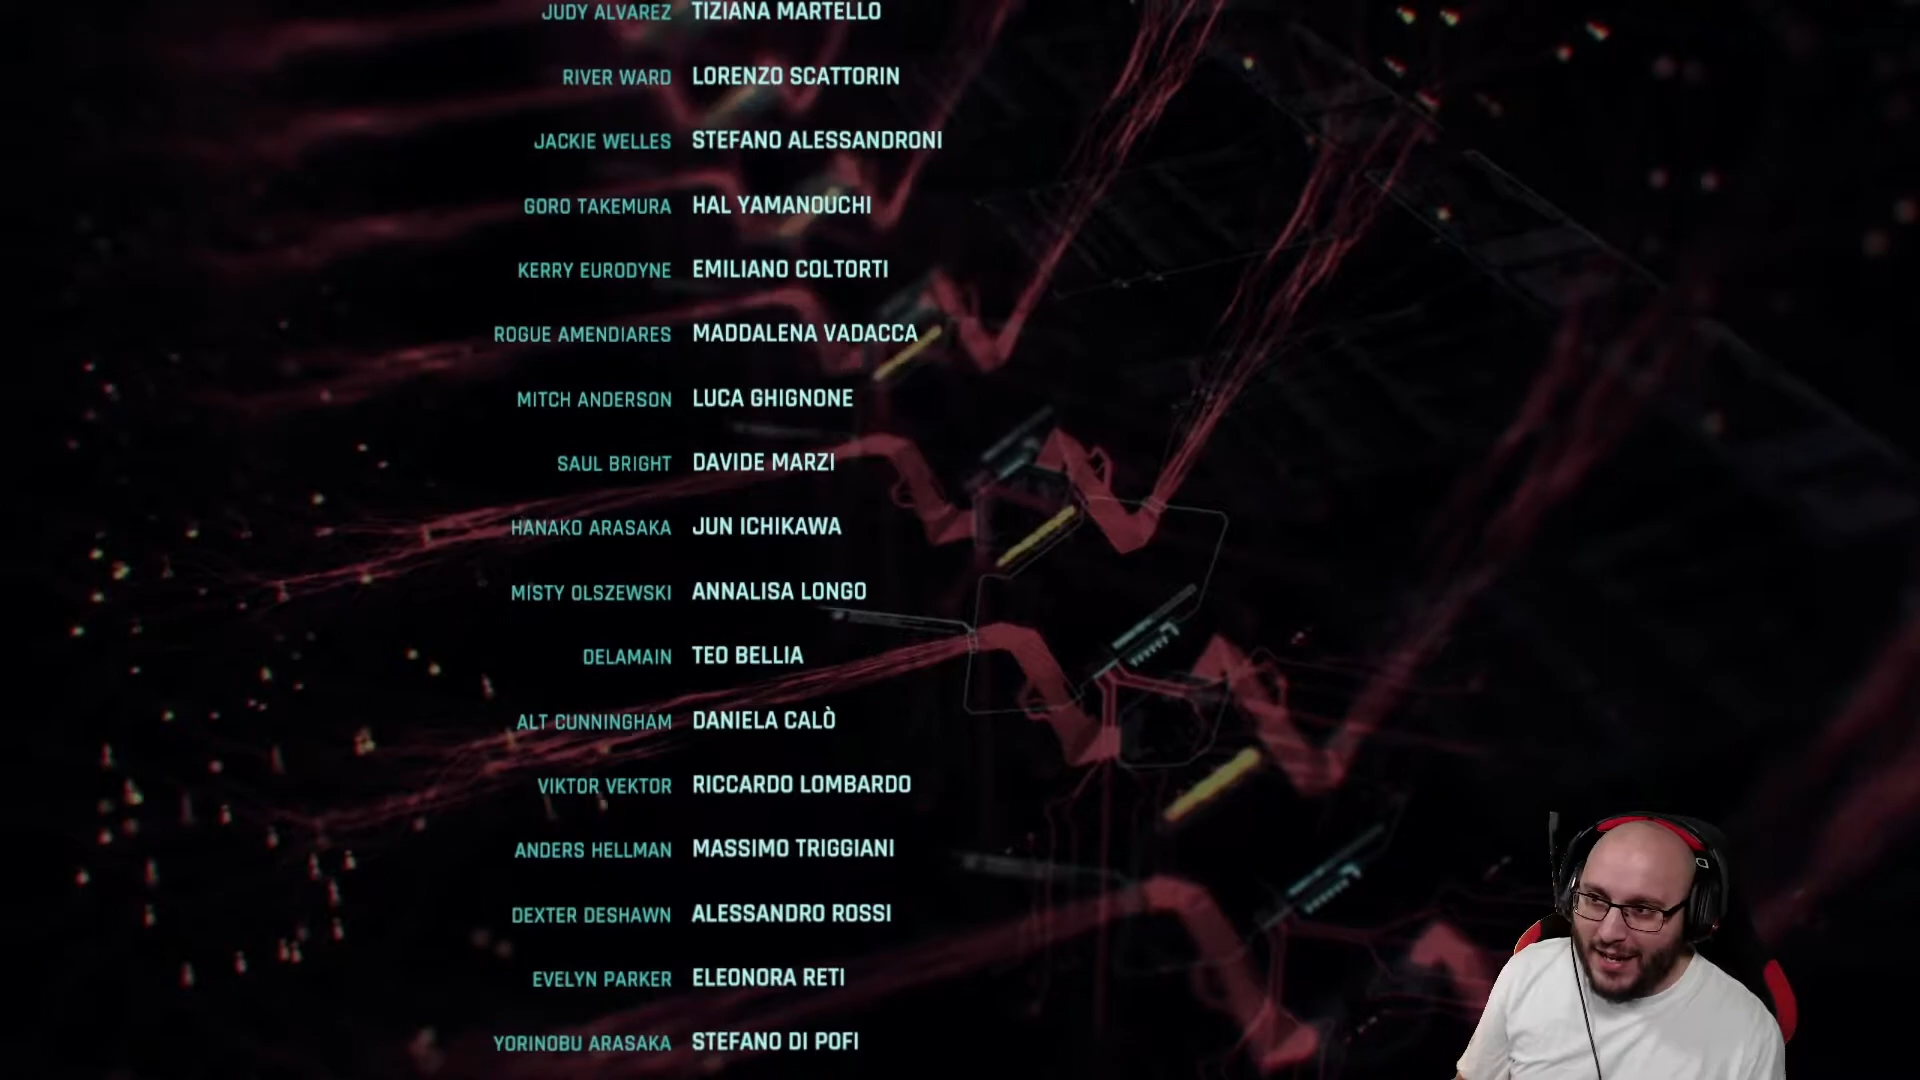 JUDY ALVAREZ TIZIANA MARTELLO
RIVER WARD LORENZO SCATTORIN
JACKIE WELLES STEFANO ALESSANDRONI
GORO TAKEMURA HAL YAMANOUCHI
KERRY EURODYNE EMILIANO COLTORTI
ROGUE AMENDIARES MADDALENA VADACCA
MITCH ANDERSON LUCA GHIGNONE
SAUL BRIGHT DAVIDE MARZI
HANAKO ARASAKA JUN ICHIKAWA
MISTY OLSZEWSKI ANNALISA LONGO
DELAMAIN TEO BELLIA
ALT CUNNINGHAM DANIELA CALÒ
VIKTOR VEKTOR RICCARDO LOMBARDO
ANDERS HELLMAN MASSIMO TRIGGIANI
DEXTER DESHAWN ALESSANDRO ROSSI
EVELYN PARKER ELEONORA RETI
YORINOBU ARASAKA STEFANO DI POFI